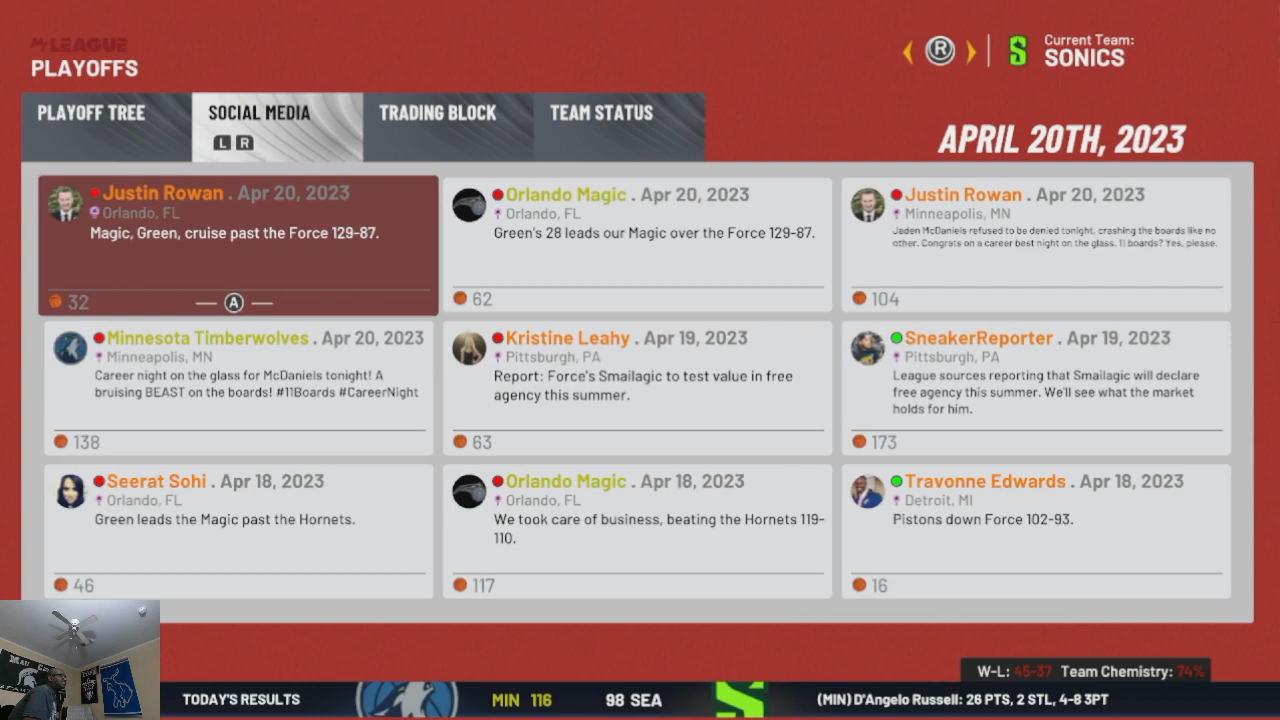 MyLEAGUE
PLAYOFFS
R
Current Team:
SONICS
PLAYOFF TREE
SOCIAL MEDIA
L R
TRADING BLOCK
TEAM STATUS
APRIL 20TH, 2023
Justin Rowan . Apr 20, 2023
Orlando, FL
Magic, Green, cruise past the Force 129-87.
32
A
Orlando Magic . Apr 20, 2023
Orlando, FL
Green's 28 leads our Magic over the Force 129-87.
62
Justin Rowan . Apr 20, 2023
Minneapolis, MN
Jaden McDaniels refused to be denied tonight, crashing the boards like no
other. Congrats on a career best night on the glass. 11 boards? Yes, please.
104
Minnesota Timberwolves . Apr 20, 2023
Minneapolis, MN
Career night on the glass for McDaniels tonight! A
bruising BEAST on the boards! #11Boards #CareerNight
138
Kristine Leahy . Apr 19, 2023
Pittsburgh, PA
Report: Force's Smailagic to test value in free
agency this summer.
63
SneakerReporter . Apr 19, 2023
Pittsburgh, PA
League sources reporting that Smailagic will declare
free agency this summer. We'll see what the market
holds for him.
173
Seerat Sohi . Apr 18, 2023
Orlando, FL
Green leads the Magic past the Hornets.
46
Orlando Magic . Apr 18, 2023
Orlando, FL
We took care of business, beating the Hornets 119-
110.
117
Travonne Edwards . Apr 18, 2023
Detroit, MI
Pistons down Force 102-93.
16
W-L: 45-37 Team Chemistry: 74%
TODAY'S RESULTS
MIN 116
98 SEA
(MIN) D'Angelo Russell: 26 PTS, 2 STL, 4-8 3PT